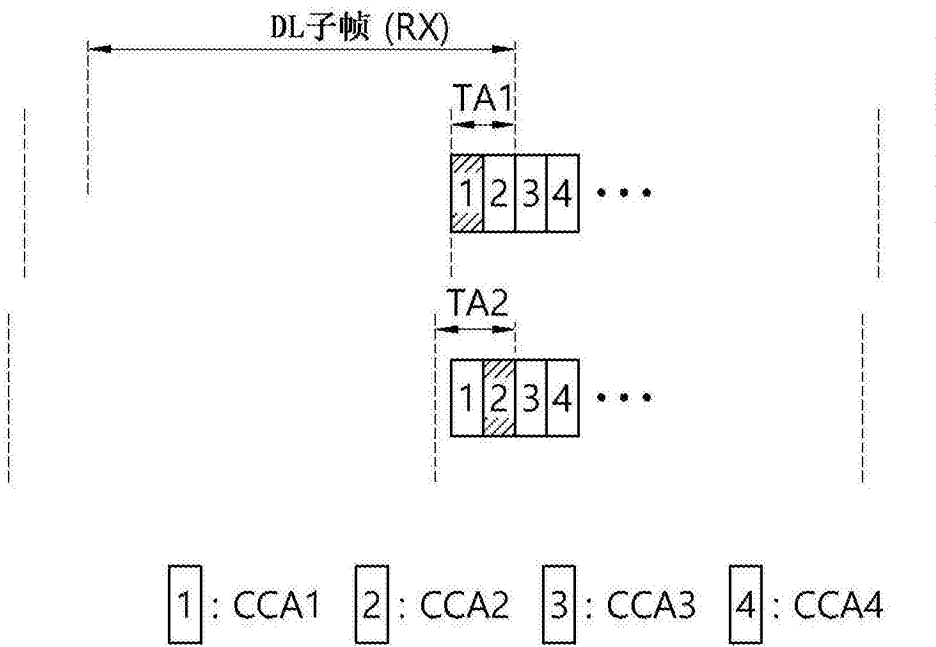 DL子帧 (RX)
TA1
1 2 3 4 • • •
TA2
1 2 3 4 • • •
1 : CCA1 2 : CCA2 3 : CCA3 4 : CCA4